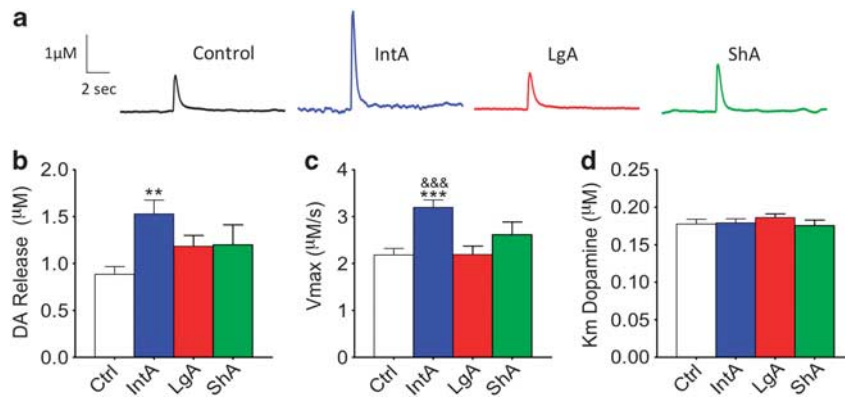 a
1µM
2 sec
Control
IntA
LgA
ShA
b
DA Release (µM)
2.0
1.5
1.0
0.5
0.0
**
Ctrl
IntA
LgA
ShA
c
Vmax (µM/s)
4
3
2
1
0
&&&
***
Ctrl
IntA
LgA
ShA
d
Km Dopamine (µM)
0.25
0.20
0.15
0.10
0.05
0.00
Ctrl
IntA
LgA
ShA